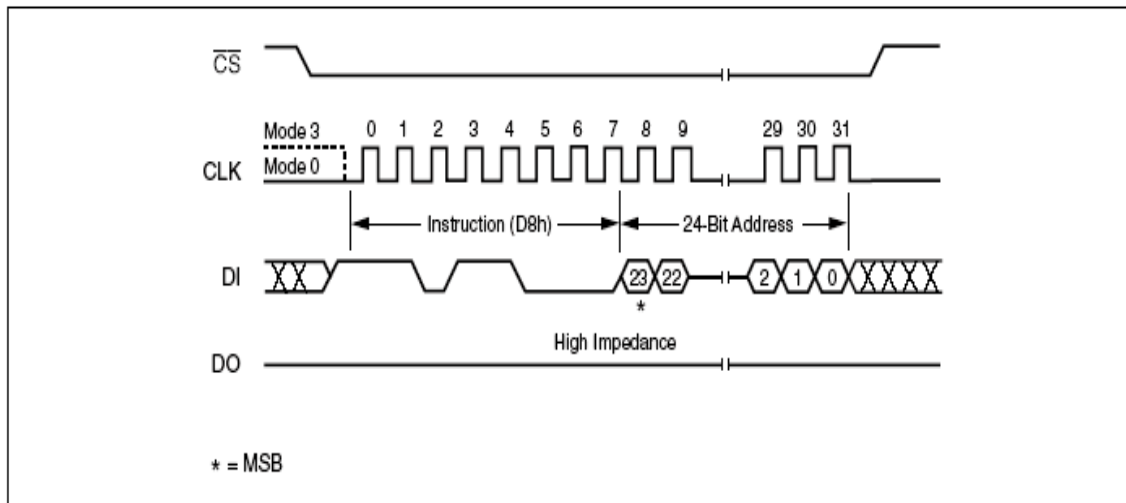 CS
Mode 3 0 1 2 3 4 5 6 7 8 9 29 30 31
CLK Mode 0
Instruction (D8h) 24-Bit Address
DI 23 22 2 1 0
*
High Impedance
DO
* = MSB